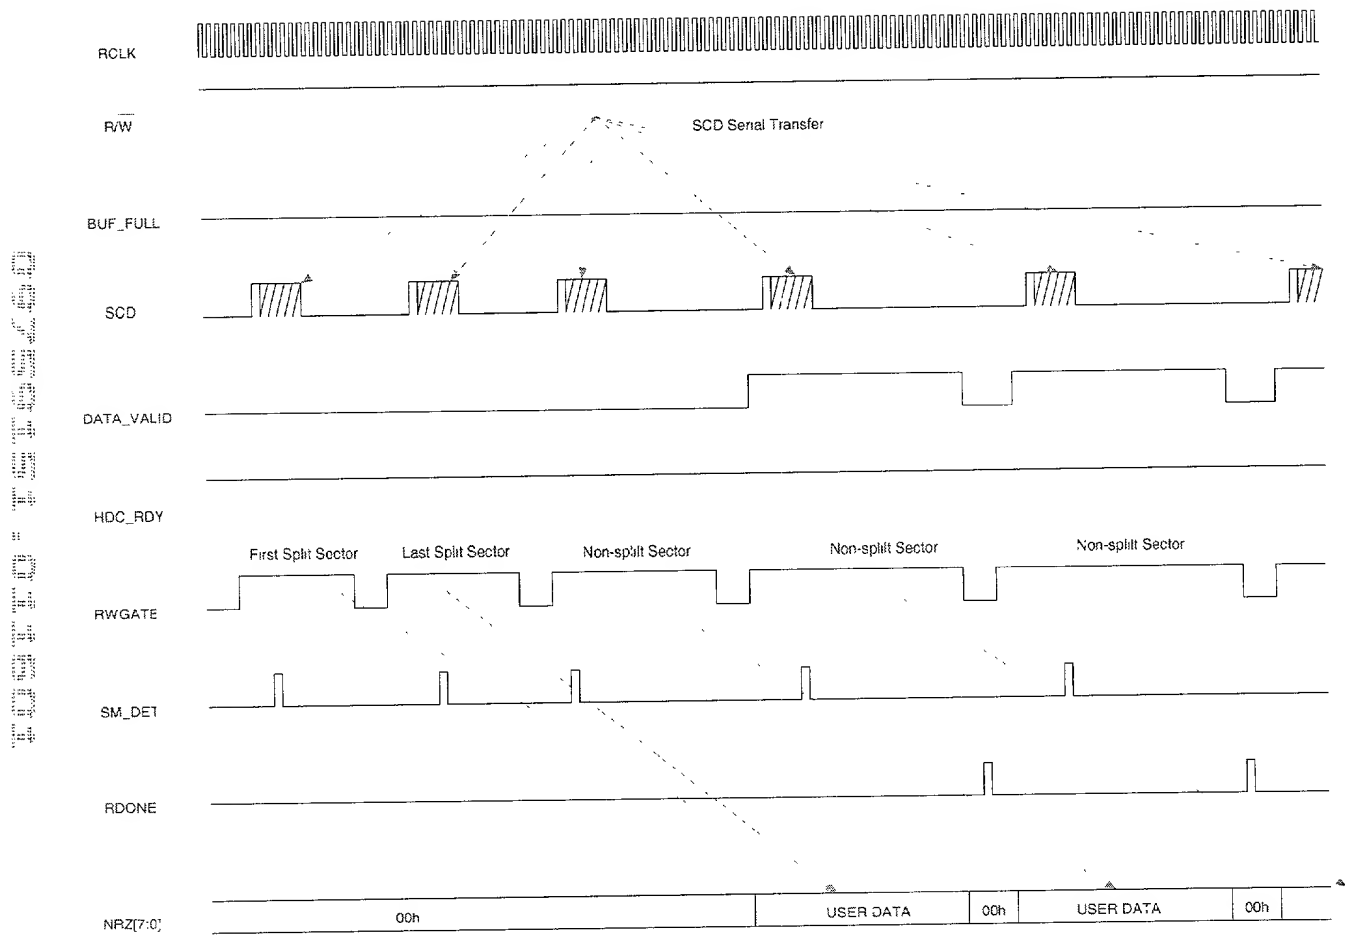 RCLK
R/W
SCD Serial Transfer
BUF_FULL
SCD
DATA_VALID
HDC_RDY
First Split Sector
Last Split Sector
Non-split Sector
Non-split Sector
Non-split Sector
RWGATE
SM_DET
RDONE
NRZ[7:0]
00h
USER DATA
00h
USER DATA
00h